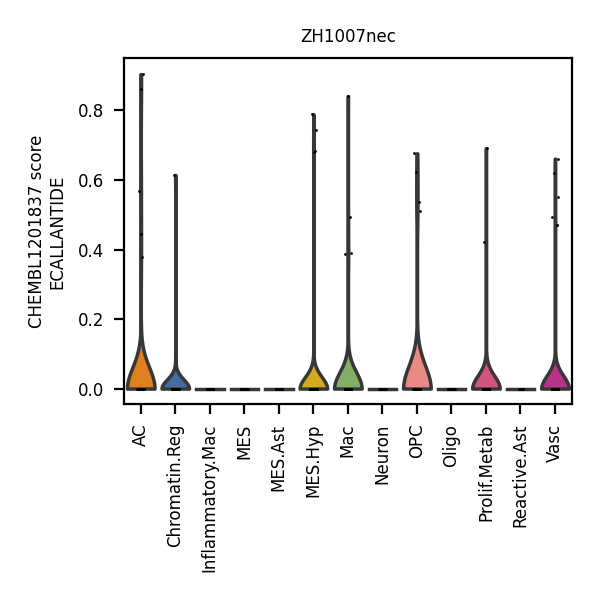 ZH1007nec
CHEMBL1201837 score
ECALLANTIDE
0.8
0.6
0.4
0.2
0.0
AC
Chromatin.Reg
Inflammatory.Mac
MES
MES.Ast
MES.Hyp
Mac
Neuron
OPC
Oligo
Prolif.Metab
Reactive.Ast
Vasc